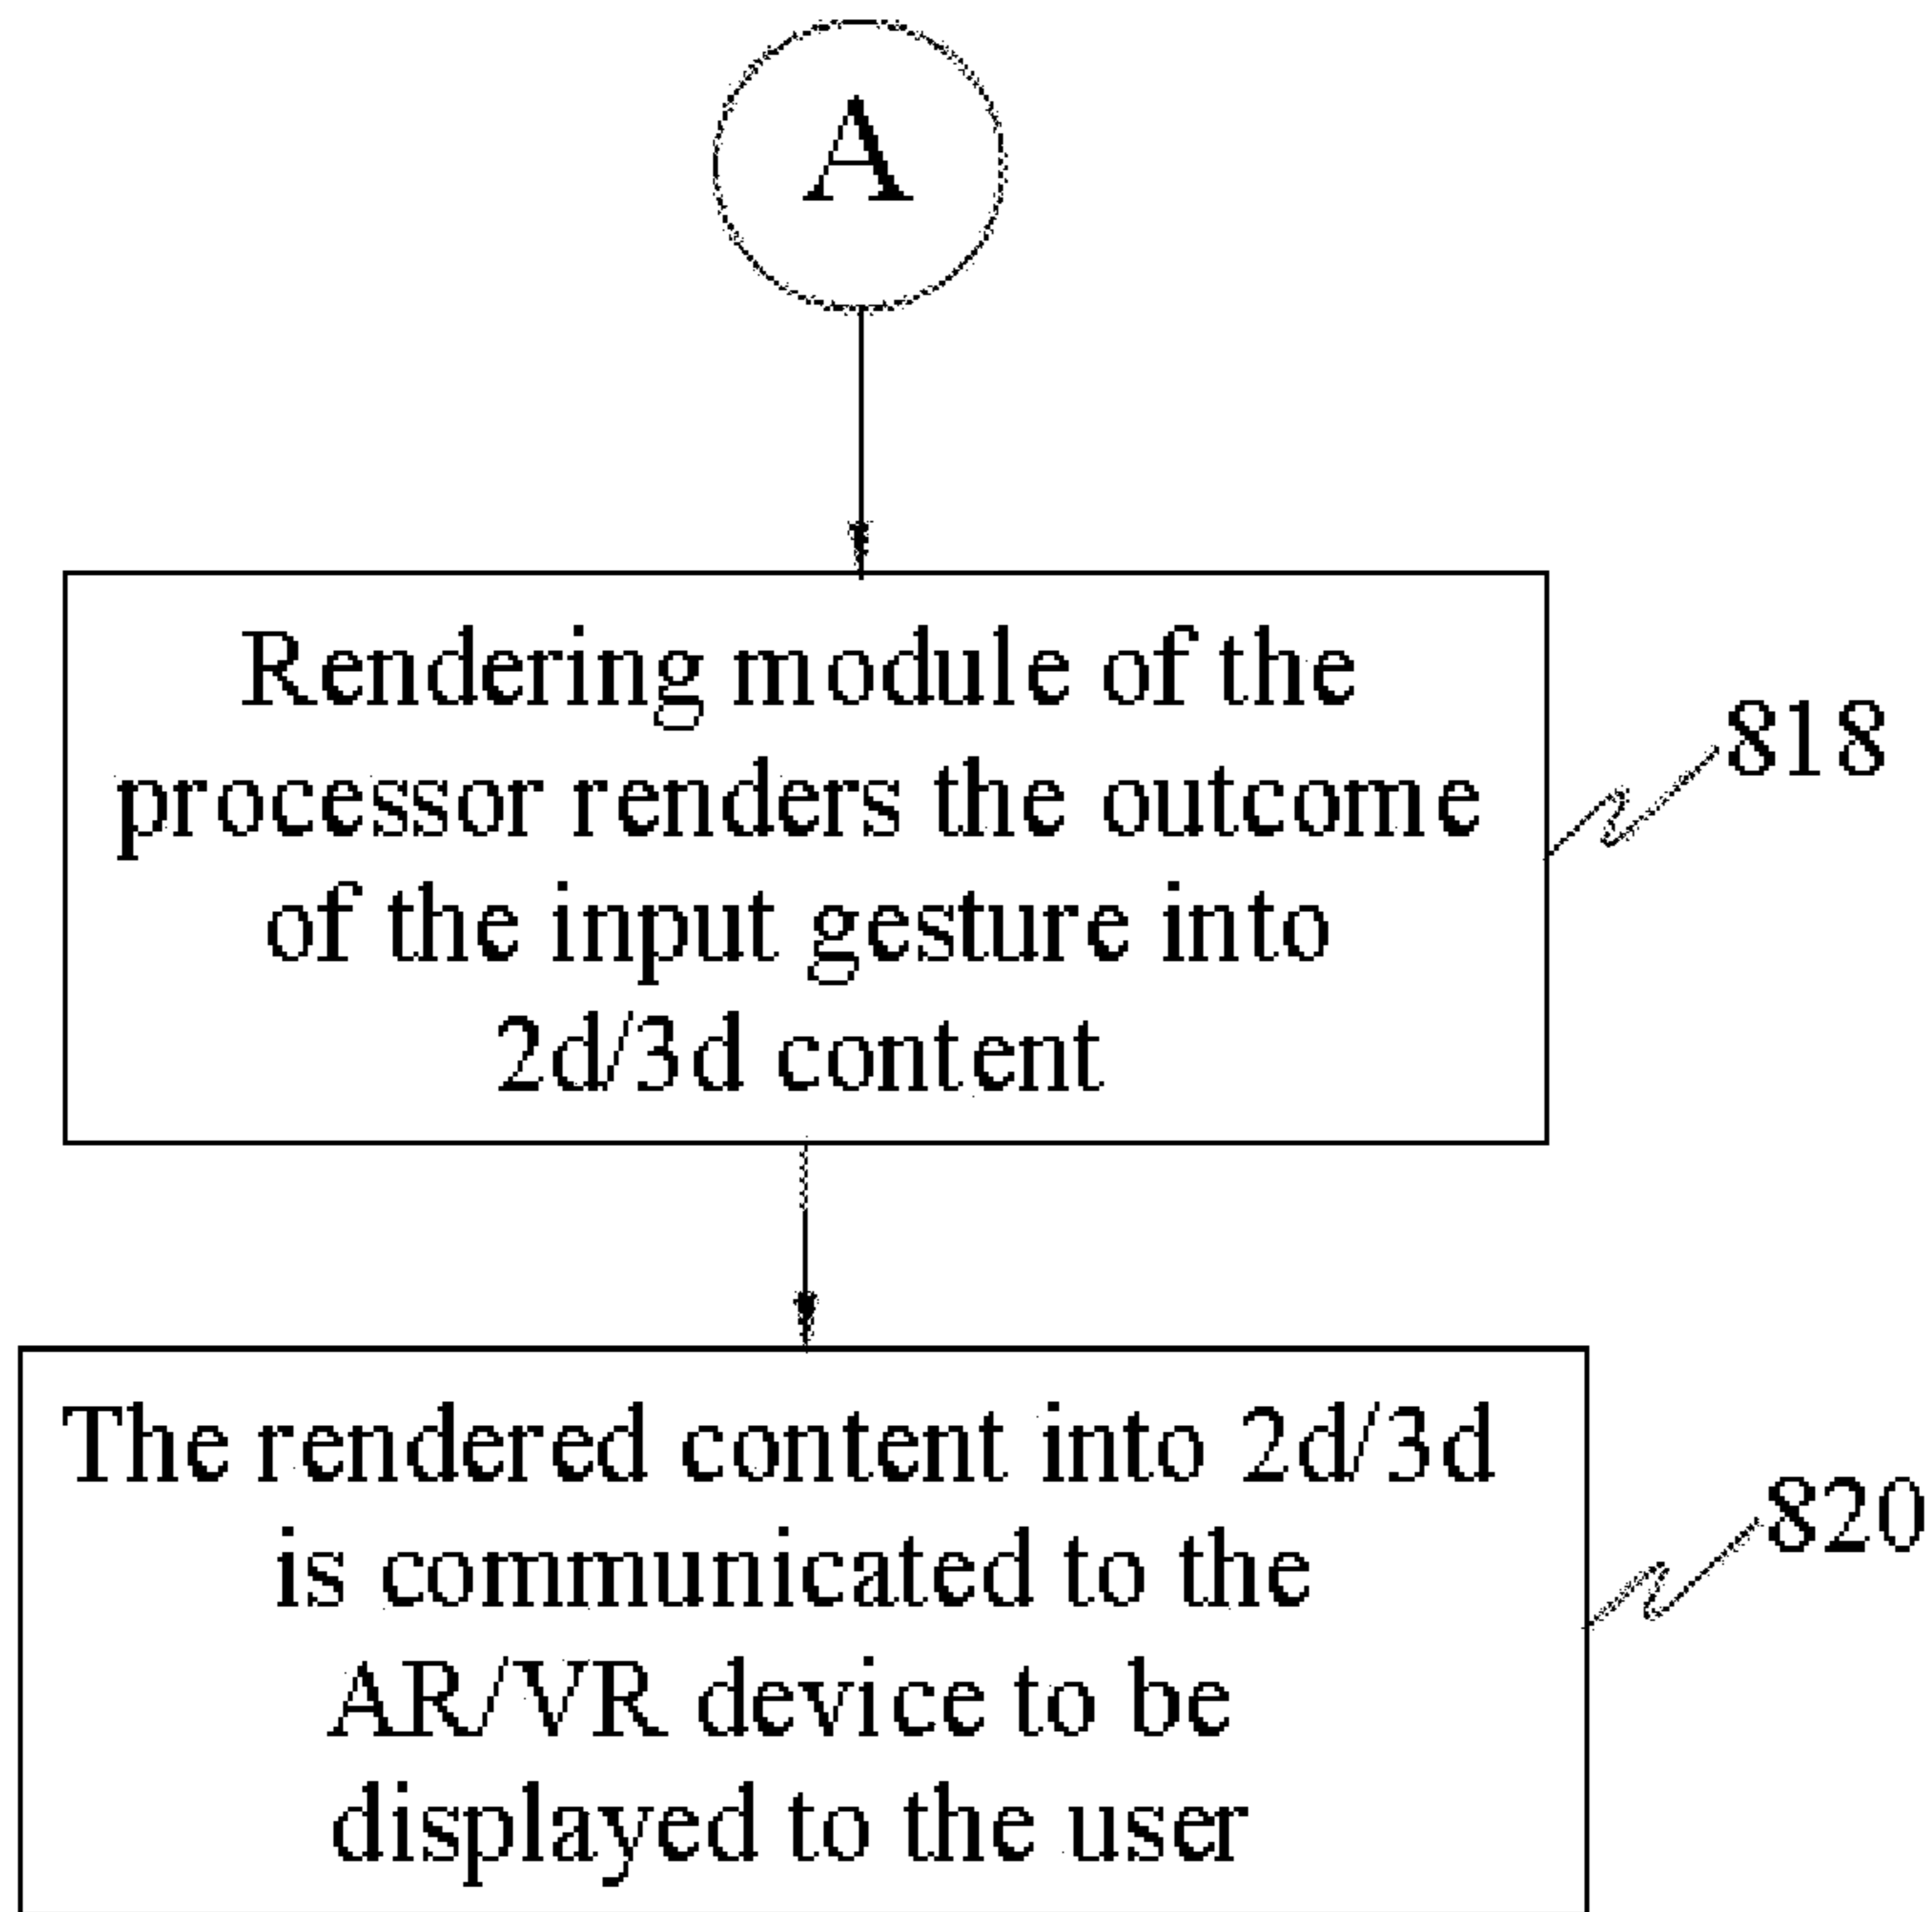 A
Rendering module of the
processor renders the outcome
of the input gesture into
2d/3d content
818
The rendered content into 2d/3d
is communicated to the
AR/VR device to be
displayed to the user
820